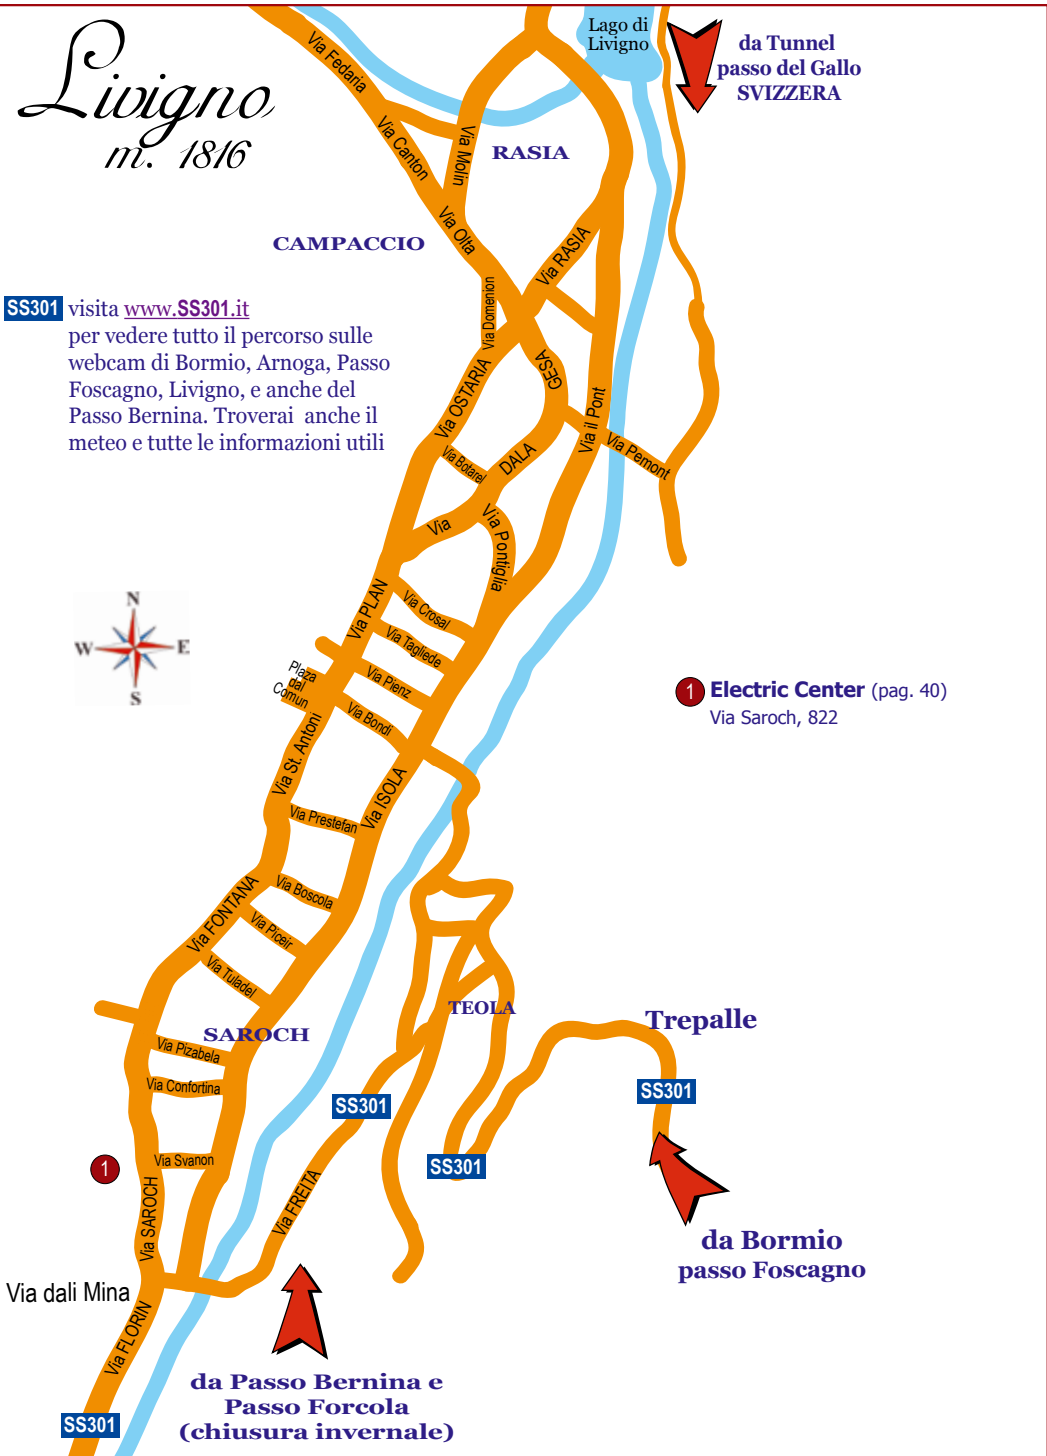 Livigno
m. 1816
Lago di
Livigno
da Tunnel
passo del Gallo
SVIZZERA
Via Fedaria
Via Canton
Via Molin
RASIA
Via Olta
CAMPACCIO
Via RASIA
Via Domenion
SS301 visita www.SS301.it
per vedere tutto il percorso sulle
webcam di Bormio, Arnoga, Passo
Foscagno, Livigno, e anche del
Passo Bernina. Troverai anche il
meteo e tutte le informazioni utili
GESA
Via OSTARIA
Via il Pont
Via Pemont
DALA
Via Botarel
Via
Via Pontiglia
Via PLAN
Via Crosal
Via Tagliede
N
W E
S
Plaza
dal
Comun
Via Pienz
Via Bondi
1 Electric Center (pag. 40)
Via Saroch, 822
Via St. Antoni
Via ISOLA
Via Prestefan
Via Boscola
Via FONTANA
Via Piceir
Via Tuladel
TEOLA
Trepalle
SAROCH
Via Pizabela
Via Confortina
SS301
SS301
Via Svanon
1
SS301
Via SAROCH
Via FREITA
da Bormio
passo Foscagno
Via dali Mina
Via FLORIN
da Passo Bernina e
Passo Forcola
(chiusura invernale)
SS301